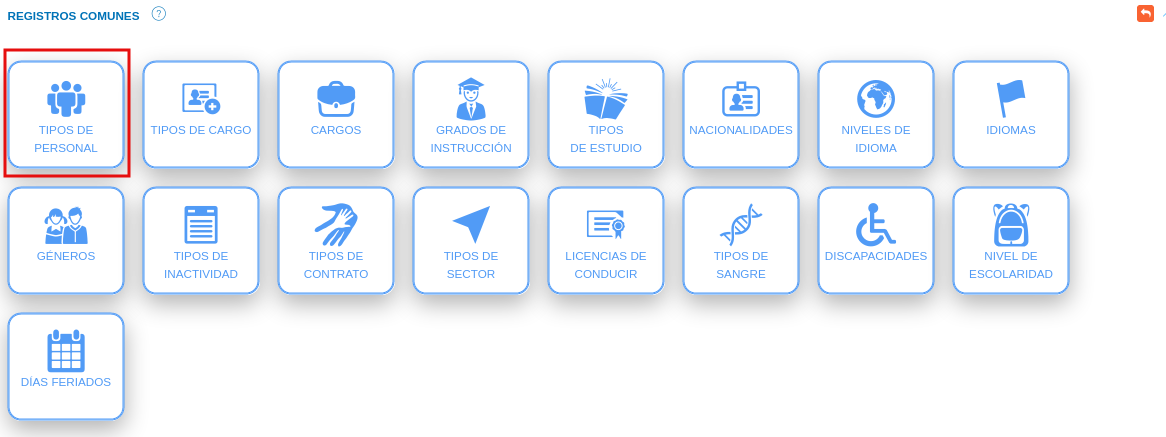 REGISTROS COMUNES ?
TIPOS DE
PERSONAL
TIPOS DE CARGO
CARGOS
GRADOS DE
INSTRUCCIÓN
TIPOS
DE ESTUDIO
NACIONALIDADES
NIVELES DE
IDIOMA
IDIOMAS
GÉNEROS
TIPOS DE
INACTIVIDAD
TIPOS DE
CONTRATO
TIPOS DE
SECTOR
LICENCIAS DE
CONDUCIR
TIPOS DE
SANGRE
DISCAPACIDADES
NIVEL DE
ESCOLARIDAD
DÍAS FERIADOS